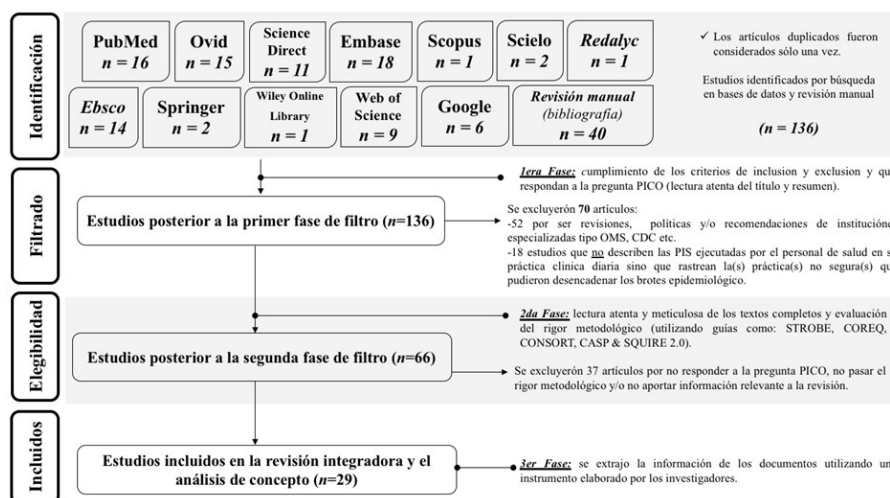 Identificación
PubMed
n = 16
Ovid
n = 15
Science
Direct
n = 11
Embase
n = 18
Scopus
n = 1
Scielo
n = 2
Redalyc
n = 1
Ebsco
n = 14
Springer
n = 2
Wiley Online
Library
n = 1
Web of
Science
n = 9
Google
n = 6
Revisión manual
(bibliografía)
n = 40
✓ Los artículos duplicados fueron
considerados sólo una vez.
Estudios identificados por búsqueda
en bases de datos y revisión manual
(n = 136)
Filtrado
1era Fase: cumplimiento de los criterios de inclusion y exclusion y qu
respondan a la pregunta PICO (lectura atenta del título y resumen).
Estudios posterior a la primer fase de filtro (n=136)
Se excluyerón 70 artículos:
-52 por ser revisiones, políticas y/o recomendaciones de institucióne
especializadas tipo OMS, CDC etc.
-18 estudios que no describen las PIS ejecutadas por el personal de salud en s
práctica clinica diaria sino que rastrean la(s) práctica(s) no segura(s) qu
pudieron desencadenar los brotes epidemiológico.
Elegibilidad
2da Fase: lectura atenta y meticulosa de los textos completos y evaluación
del rigor metodológico (utilizando guías como: STROBE, COREQ,
CONSORT, CASP & SQUIRE 2.0).
Estudios posterior a la segunda fase de filtro (n=66)
Se excluyerón 37 artículos por no responder a la pregunta PICO, no pasar el
rigor metodológico y/o no aportar información relevante a la revisión.
Incluidos
Estudios incluidos en la revisión integradora y el
análisis de concepto (n=29)
3er Fase: se extrajo la información de los documentos utilizando un
instrumento elaborado por los investigadores.